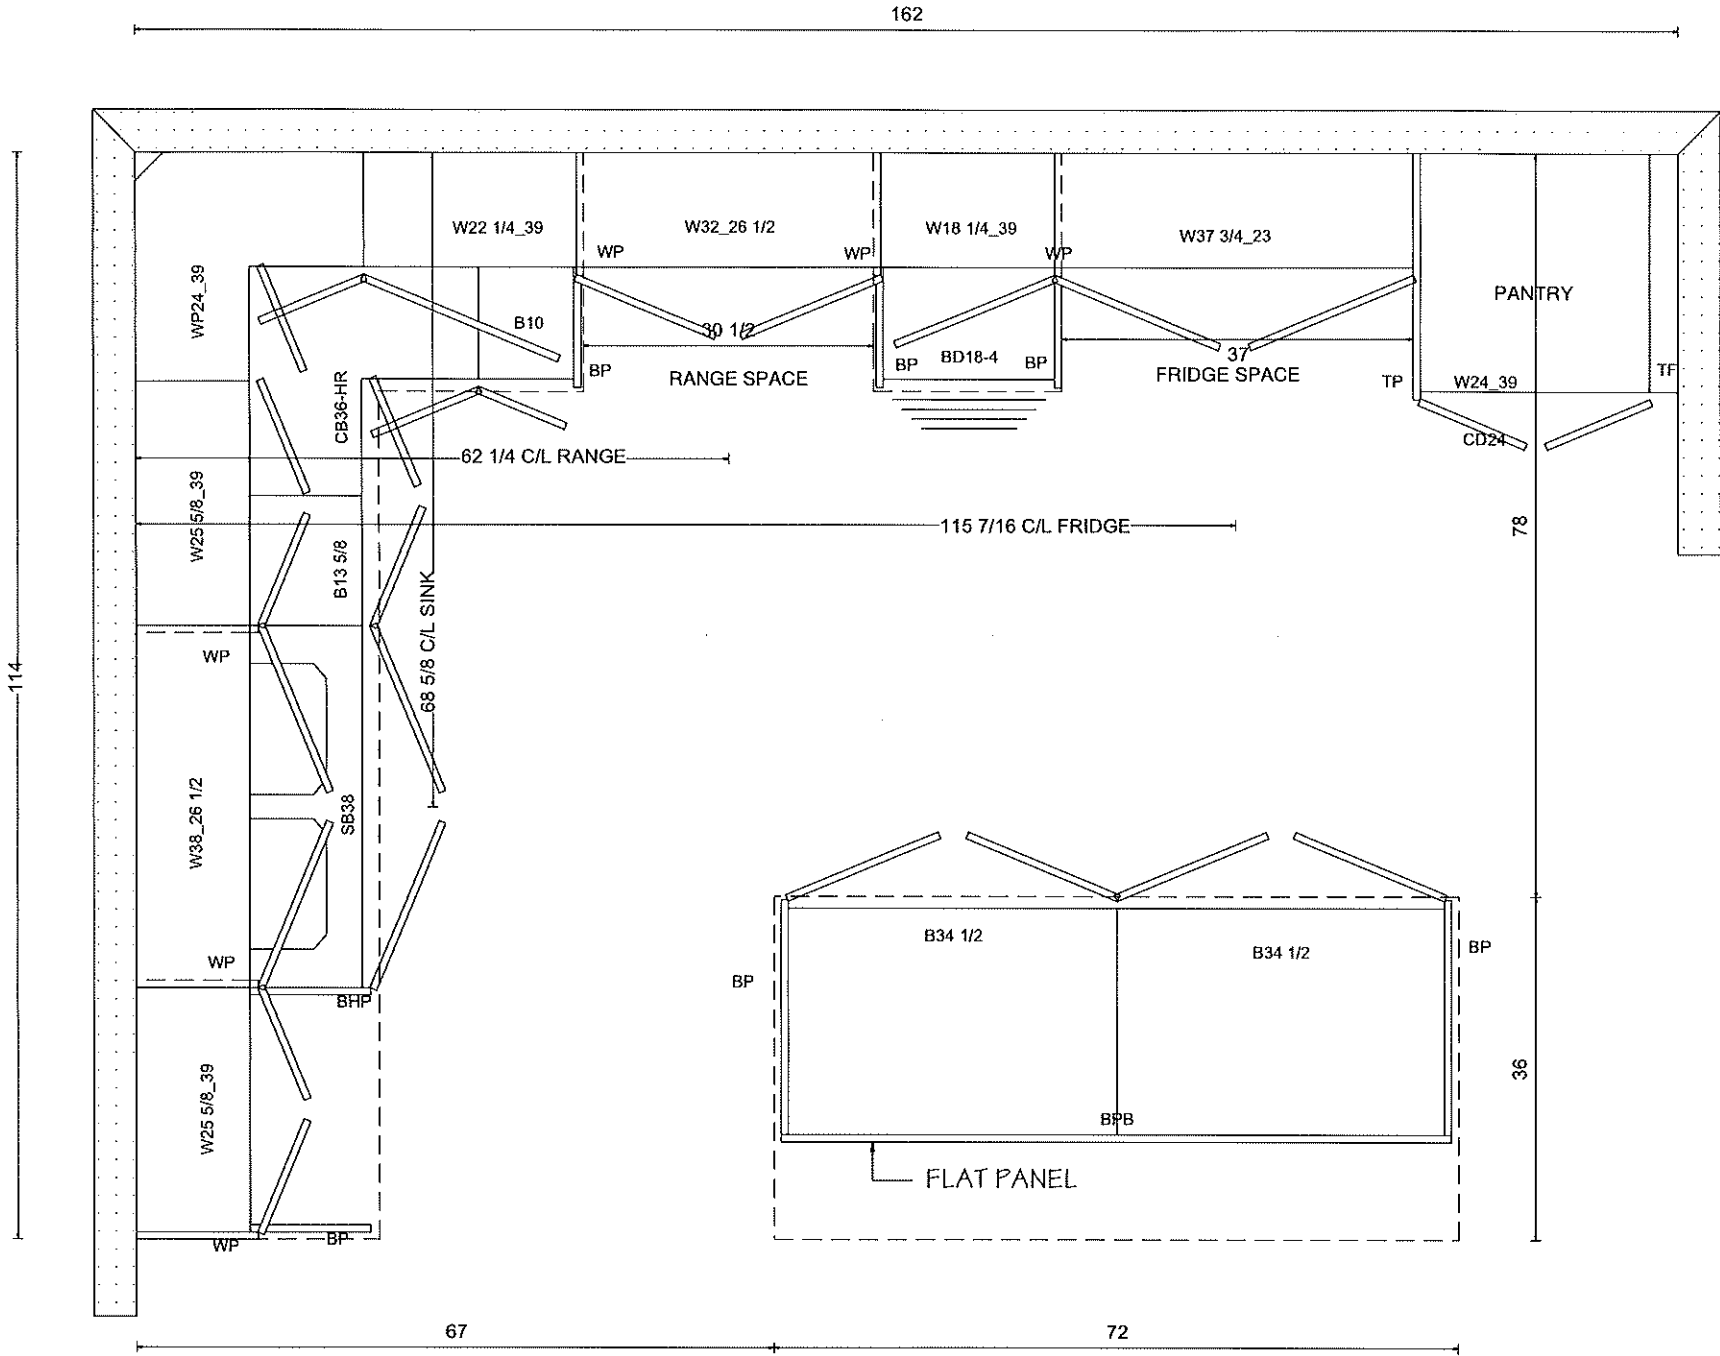 162
W22 1/4_39
W32_26 1/2
W18 1/4_39
W37 3/4_23
WP
WP
WP
PANTRY
WP24_39
B10
30 1/2
BP
RANGE SPACE
BP
BD18-4
BP
37
FRIDGE SPACE
TP
W24_39
TF
CB36-HR
CD24
62 1/4 C/L RANGE
W25 5/8_39
115 7/16 C/L FRIDGE
78
B13 5/8
68 5/8 C/L SINK
WP
114
W38_26 1/2
SB38
WP
BHP
B34 1/2
B34 1/2
BP
BP
W25 5/8_39
36
BPB
FLAT PANEL
WP
BP
67
72